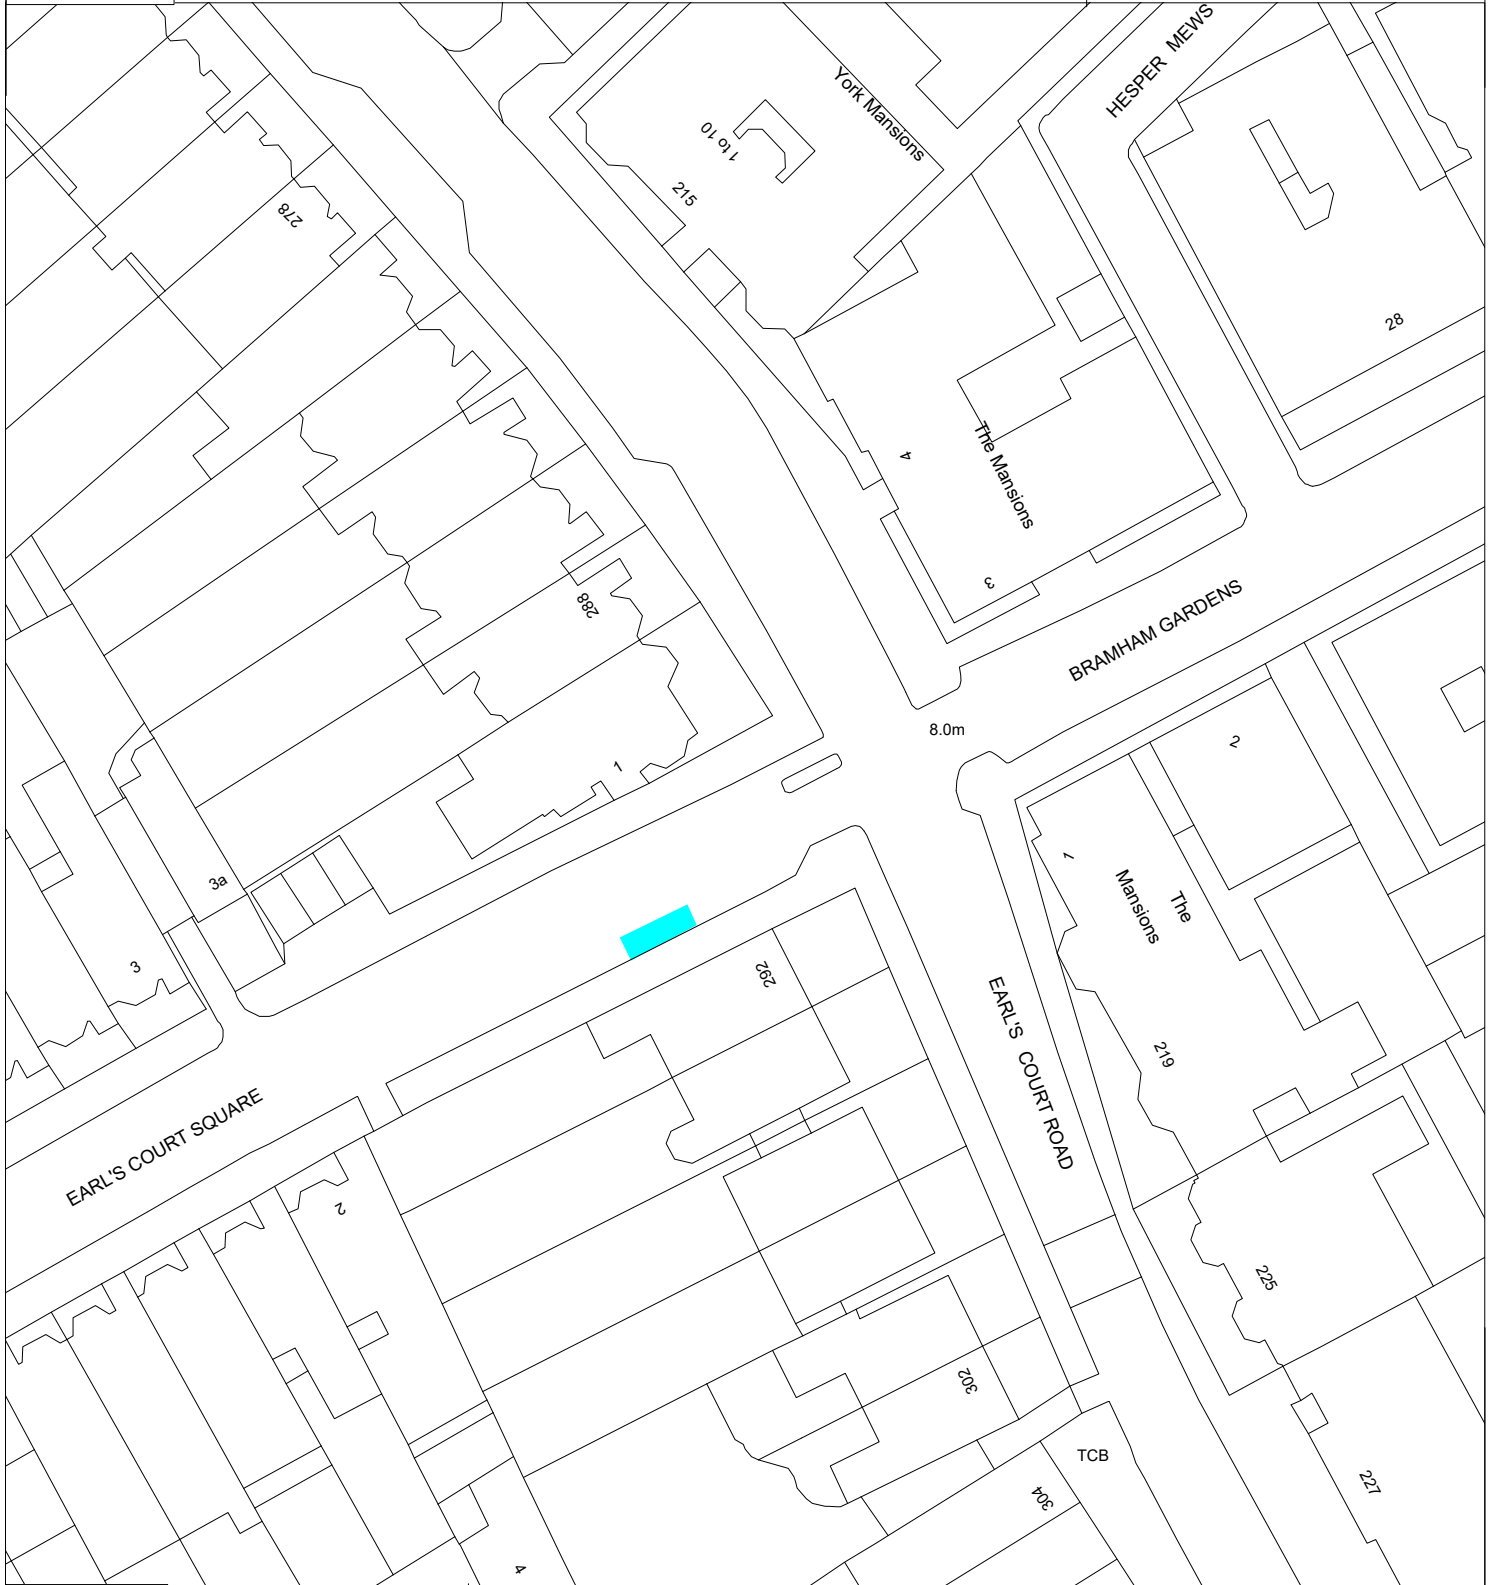 HESPER MEWS
York Mansions
1 to 10
215
278
28
4
The Mansions
3
288
BRAMHAM GARDENS
8.0m
2
1
1
The
Mansions
3a
3
292
EARL'S COURT ROAD
219
EARL'S COURT SQUARE
2
225
302
TCB
304
227
4